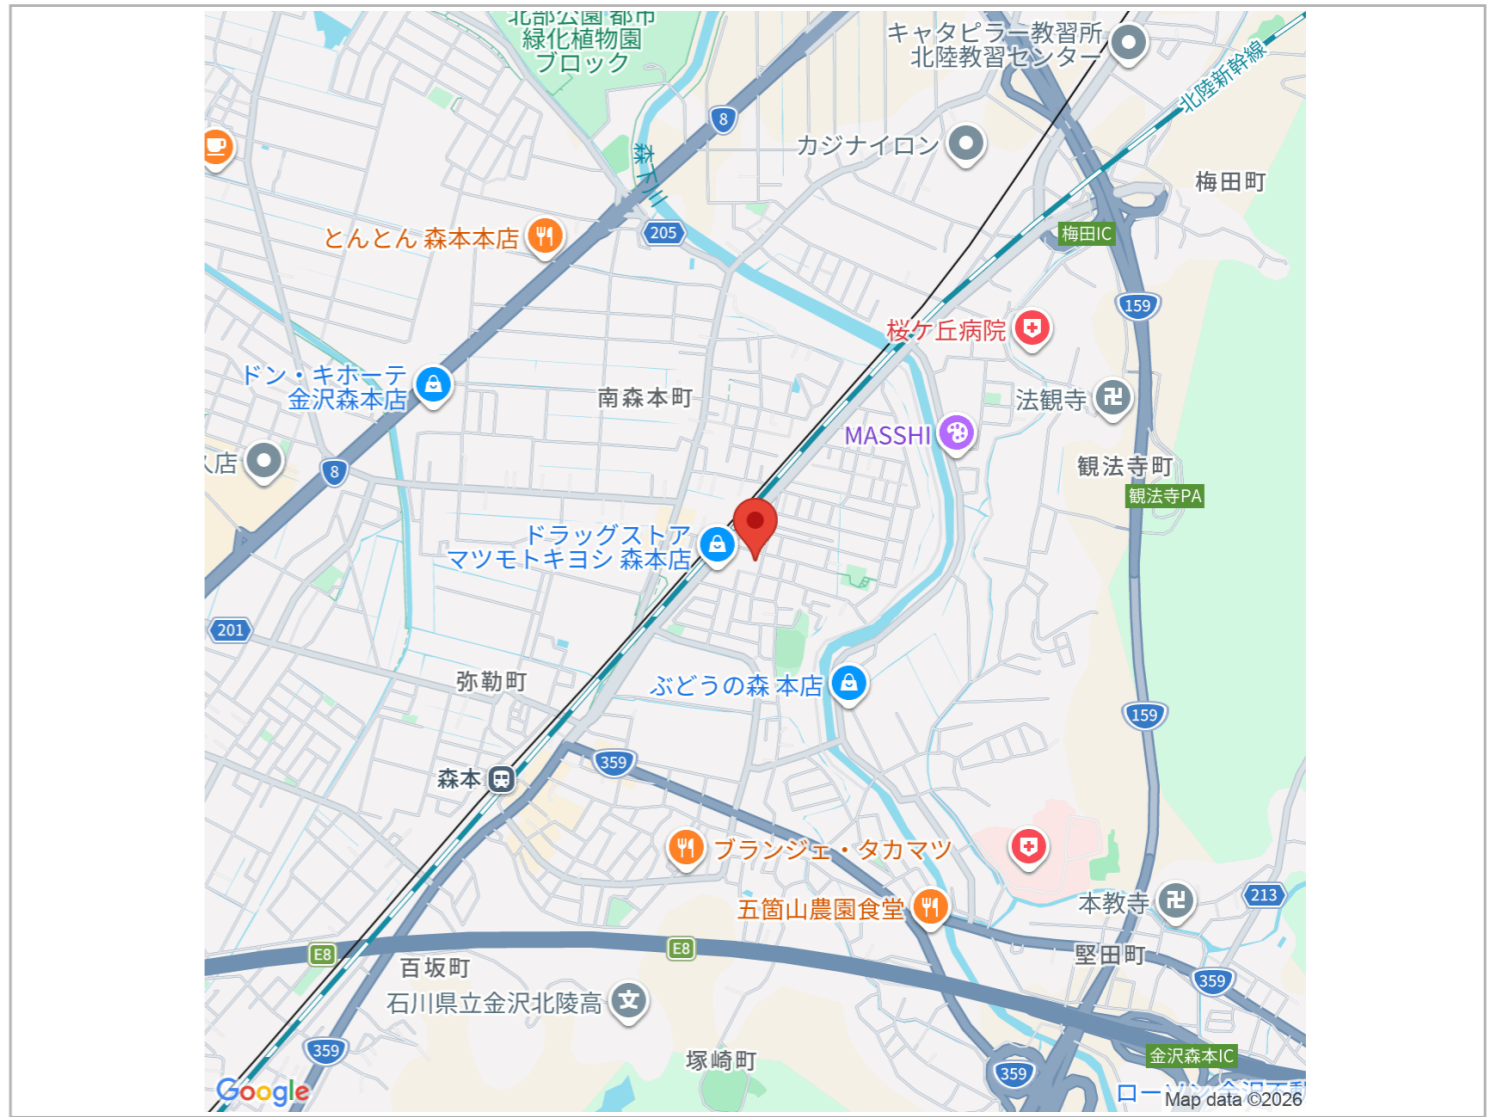 北部公園 都市
緑化植物園
ブロック
キャタピラー教習所
北陸教習センター
北陸新幹線
8
カジナイロン
森下川
梅田町
とんとん 森本本店
205
梅田IC
159
桜ケ丘病院
ドン・キホーテ
金沢森本店
南森本町
法観寺
MASSHI
久店
8
観法寺町
観法寺PA
ドラッグストア
マツモトキヨシ 森本店
201
弥勒町
ぶどうの森 本店
159
森本
359
ブランジェ・タカマツ
五箇山農園食堂
本教寺
213
E8
E8
百坂町
堅田町
359
石川県立金沢北陵高
文
359
塚崎町
金沢森本IC
359
Google
Map data ©2026